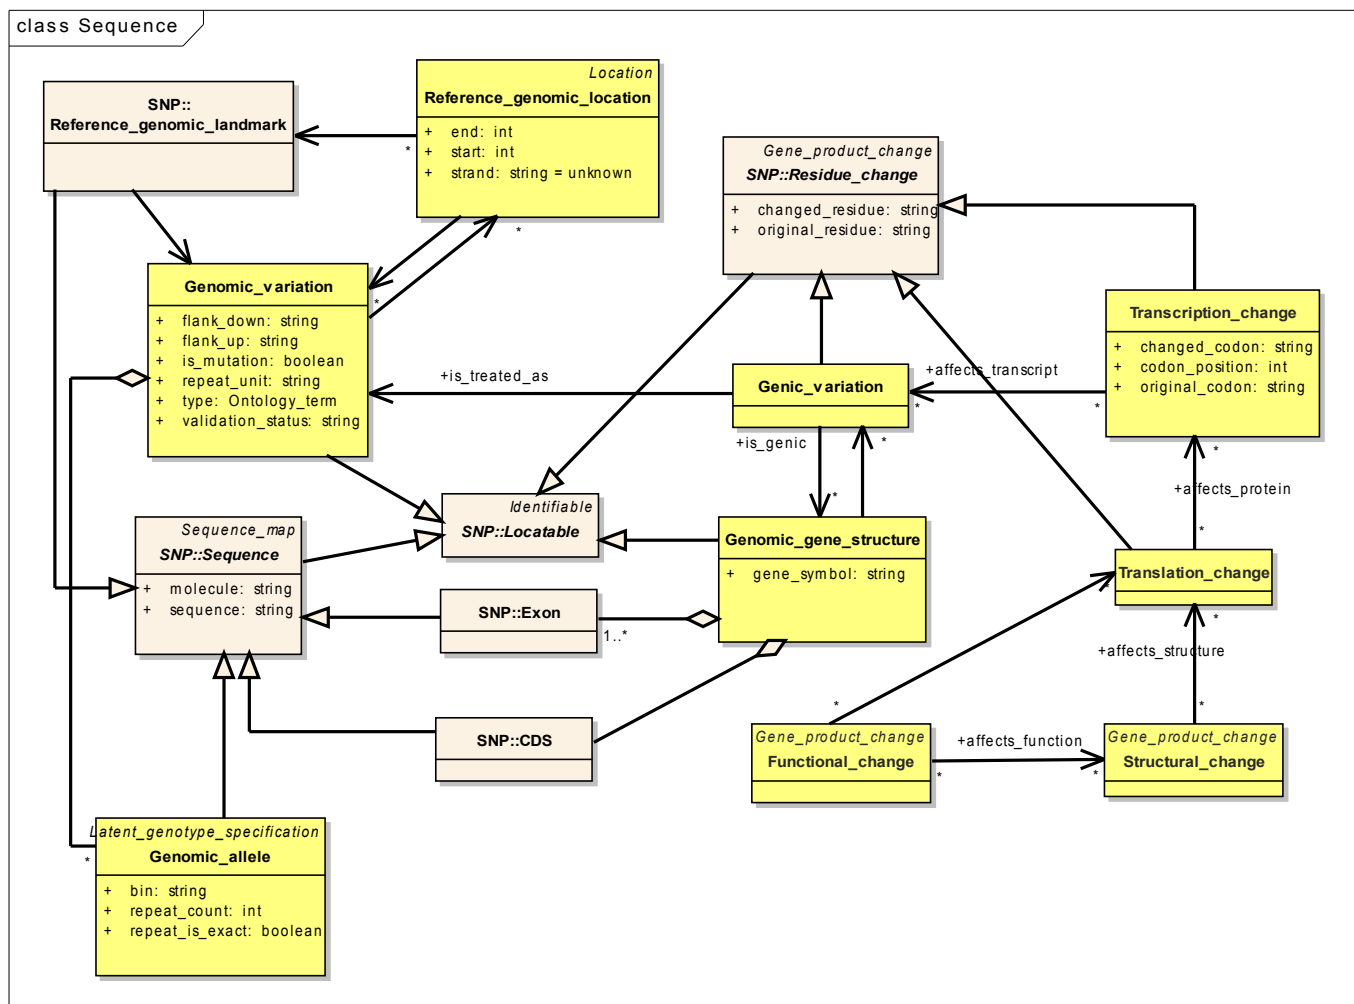 class Sequence
SNP::
Reference_genomic_landmark
Location
Reference_genomic_location
+ end: int
+ start: int
+ strand: string = unknown
*
*
*
Gene_product_change
SNP::Residue_change
+ changed_residue: string
+ original_residue: string
Genomic_variation
+ flank_down: string
+ flank_up: string
+ is_mutation: boolean
+ repeat_unit: string
+ type: Ontology_term
+ validation_status: string
Transcription_change
+ changed_codon: string
+ codon_position: int
+ original_codon: string
+is_treated_as
Genic_variation
+affects_transcript
*
*
+is_genic
*
*
*
+affects_protein
*
Identifiable
SNP::Locatable
Sequence_map
SNP::Sequence
+ molecule: string
+ sequence: string
Genomic_gene_structure
+ gene_symbol: string
Translation_change
*
*
SNP::Exon
1..*
+affects_structure
*
*
SNP::CDS
Gene_product_change
Functional_change
+affects_function
*
*
Gene_product_change
Structural_change
Latent_genotype_specification
Genomic_allele
*
+ bin: string
+ repeat_count: int
+ repeat_is_exact: boolean